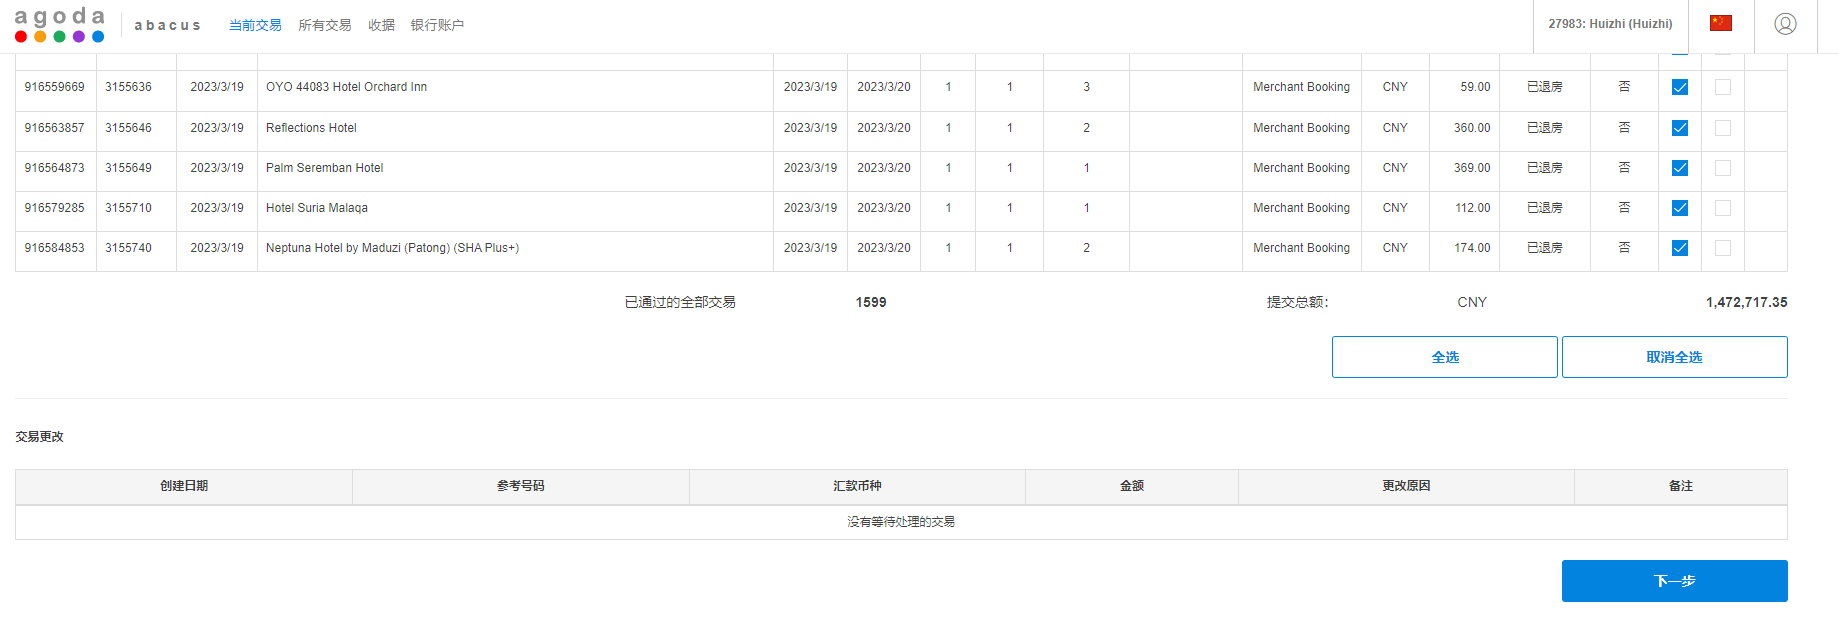 agoda abacus 当前交易 所有交易 收据 银行账户 27983: Huizhi (Huizhi)
916559669 3155636 2023/3/19 OYO 44083 Hotel Orchard Inn 2023/3/19 2023/3/20 1 1 3 Merchant Booking CNY 59.00 已退房 否
916563857 3155646 2023/3/19 Reflections Hotel 2023/3/19 2023/3/20 1 1 2 Merchant Booking CNY 360.00 已退房 否
916564873 3155649 2023/3/19 Palm Seremban Hotel 2023/3/19 2023/3/20 1 1 1 Merchant Booking CNY 369.00 已退房 否
916579285 3155710 2023/3/19 Hotel Suria Malaqa 2023/3/19 2023/3/20 1 1 1 Merchant Booking CNY 112.00 已退房 否
916584853 3155740 2023/3/19 Neptuna Hotel by Maduzi (Patong) (SHA Plus+) 2023/3/19 2023/3/20 1 1 2 Merchant Booking CNY 174.00 已退房 否
已通过的全部交易 1599 提交总额: CNY 1,472,717.35
全选 取消全选
交易更改
创建日期 参考号码 汇款币种 金额 更改原因 备注
没有等待处理的交易
下一步